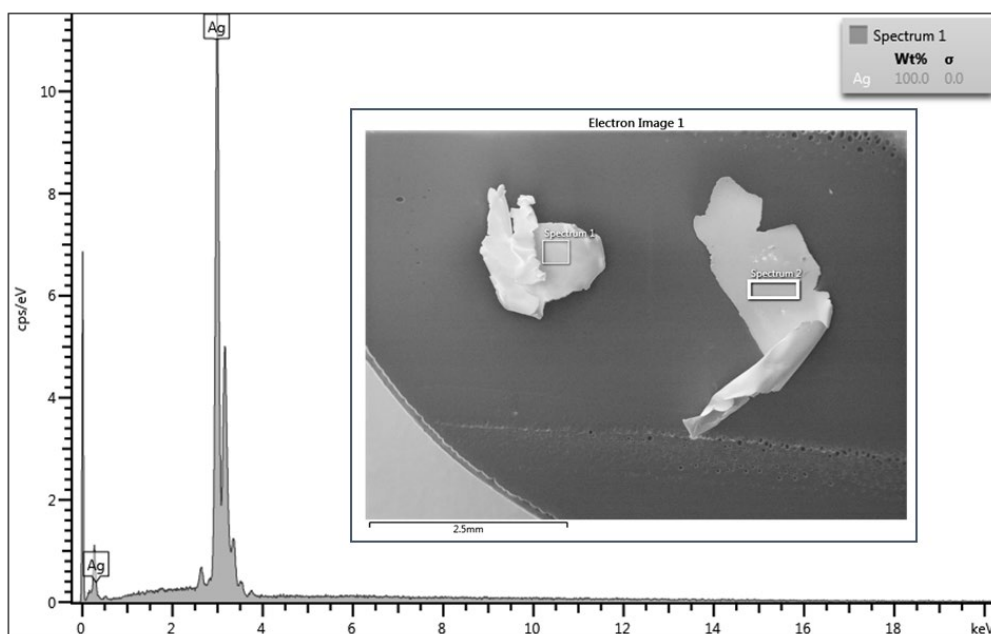 Ag
Spectrum 1
Wt% σ
Ag 100.0 0.0
10
8
6
4
2
0
cps/eV
Ag
Electron Image 1
Spectrum 1
Spectrum 2
2.5mm
0 2 4 6 8 10 12 14 16 18 keV